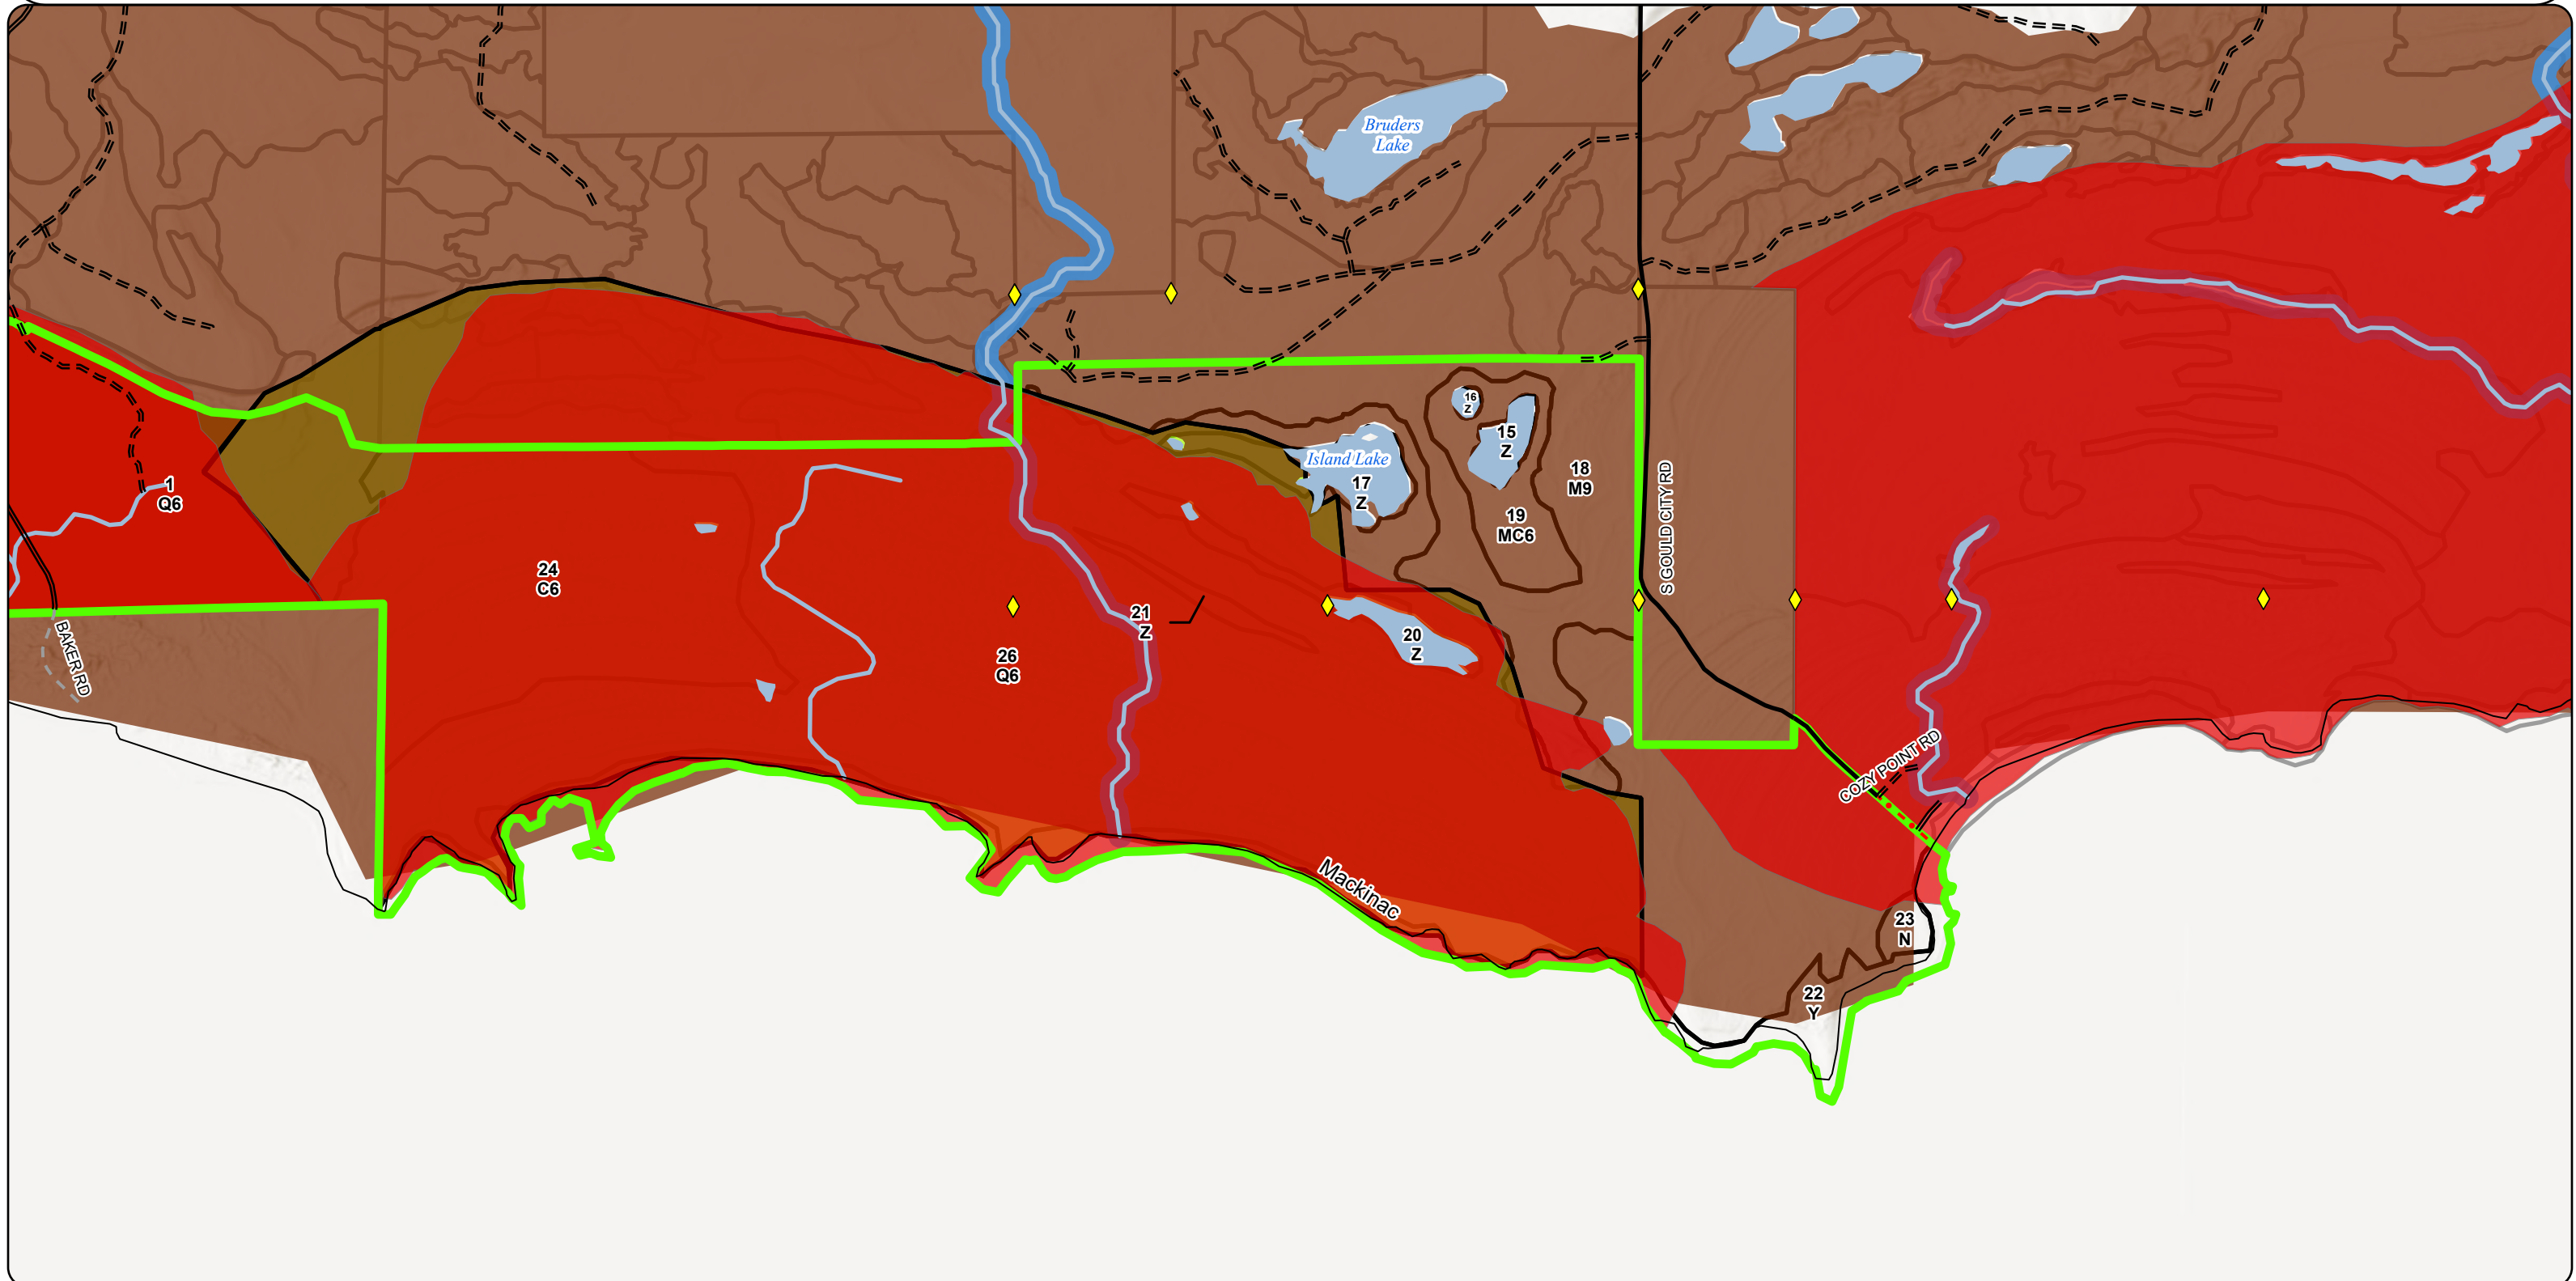 Bruders
Lake
Island Lake
16
Z
15
Z
17
Z
18
M9
19
MC6
1
Q6
S GOULD CITY RD
24
C6
21
Z
20
Z
26
Q6
BAKER RD
COZY POINT RD
Mackinac
23
N
22
Y